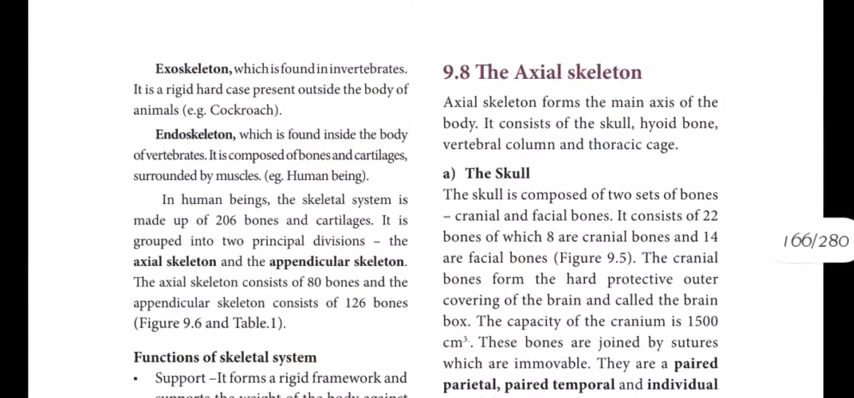 Exoskeleton, which is found in invertebrates.
It is a rigid hard case present outside the body of
animals (e.g. Cockroach).
Endoskeleton, which is found inside the body
of vertebrates. It is composed of bones and cartilages,
surrounded by muscles. (eg. Human being).
In human beings, the skeletal system is
made up of 206 bones and cartilages. It is
grouped into two principal divisions – the
axial skeleton and the appendicular skeleton.
The axial skeleton consists of 80 bones and the
appendicular skeleton consists of 126 bones
(Figure 9.6 and Table.1).
Functions of skeletal system
• Support –It forms a rigid framework and
supports the weight of the body against
9.8 The Axial skeleton
Axial skeleton forms the main axis of the
body. It consists of the skull, hyoid bone,
vertebral column and thoracic cage.
a) The Skull
The skull is composed of two sets of bones
– cranial and facial bones. It consists of 22
bones of which 8 are cranial bones and 14
are facial bones (Figure 9.5). The cranial
bones form the hard protective outer
covering of the brain and called the brain
box. The capacity of the cranium is 1500
cm³. These bones are joined by sutures
which are immovable. They are a paired
parietal, paired temporal and individual
166/280